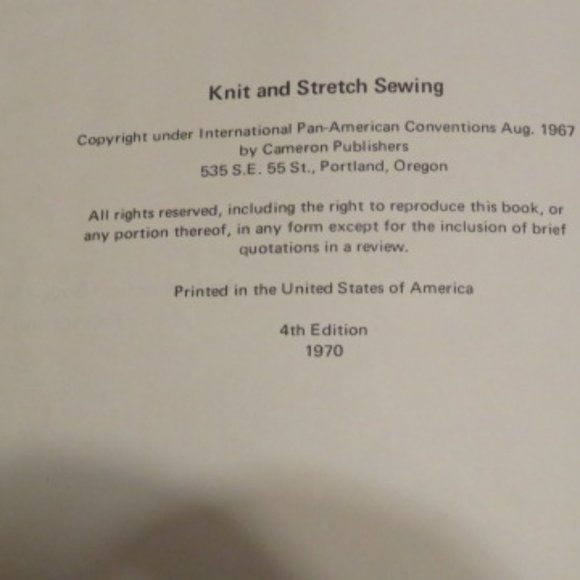 Knit and Stretch Sewing
Copyright under International Pan-American Conventions Aug. 1967
by Cameron Publishers
535 S.E. 55 St., Portland, Oregon
All rights reserved, including the right to reproduce this book, or
any portion thereof, in any form except for the inclusion of brief
quotations in a review.
Printed in the United States of America
4th Edition
1970